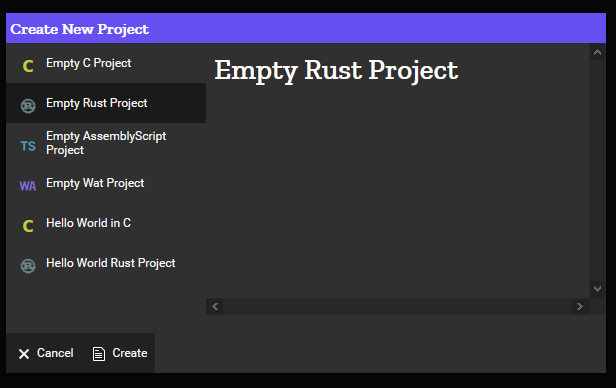 Create New Project
C Empty C Project
Empty Rust Project
Empty Rust Project
TS Empty AssemblyScript
Project
WA Empty Wat Project
C Hello World in C
Hello World Rust Project
Cancel Create